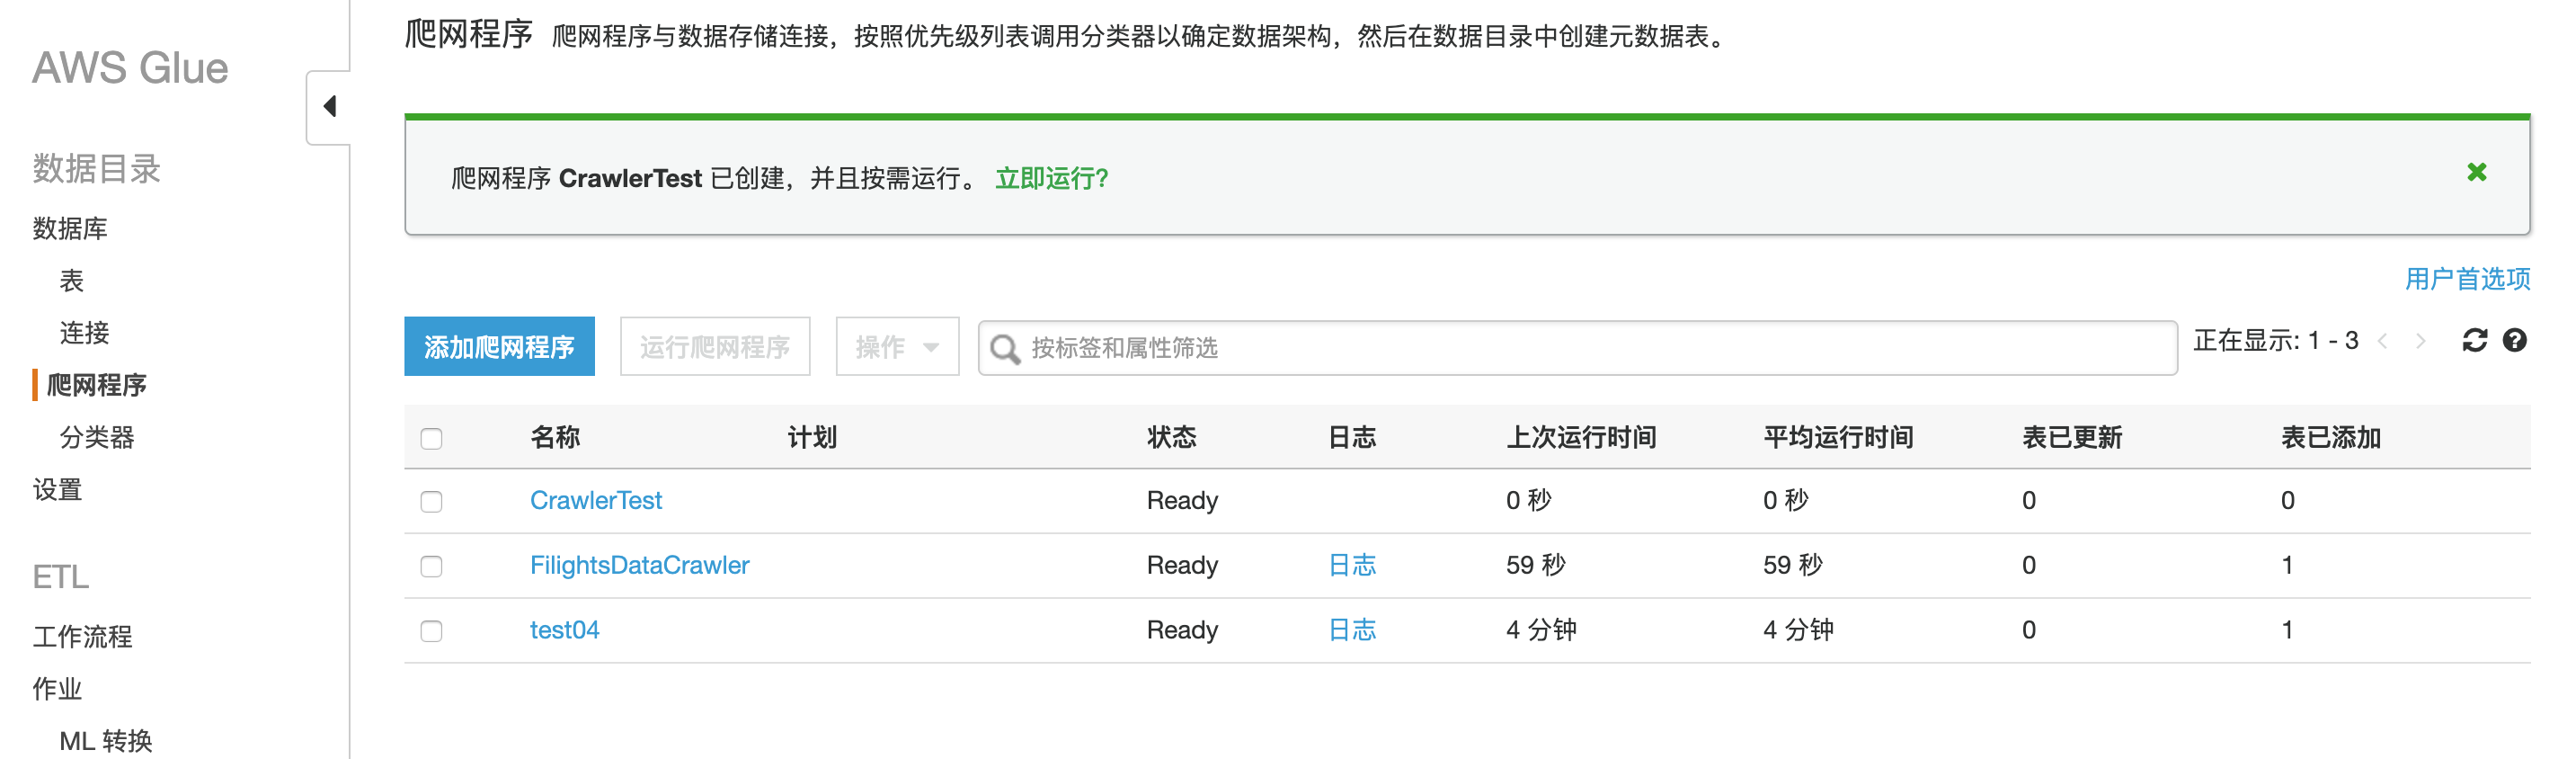 AWS Glue
数据目录
数据库
表
连接
爬网程序
分类器
设置
ETL
工作流程
作业
ML 转换
爬网程序 爬网程序与数据存储连接，按照优先级列表调用分类器以确定数据架构，然后在数据目录中创建元数据表。
爬网程序 CrawlerTest 已创建，并且按需运行。 立即运行?
用户首选项
添加爬网程序 运行爬网程序 操作 按标签和属性筛选 正在显示: 1 - 3 < >
名称 计划 状态 日志 上次运行时间 平均运行时间 表已更新 表已添加
CrawlerTest Ready 0 秒 0 秒 0 0
FilightsDataCrawler Ready 日志 59 秒 59 秒 0 1
test04 Ready 日志 4 分钟 4 分钟 0 1